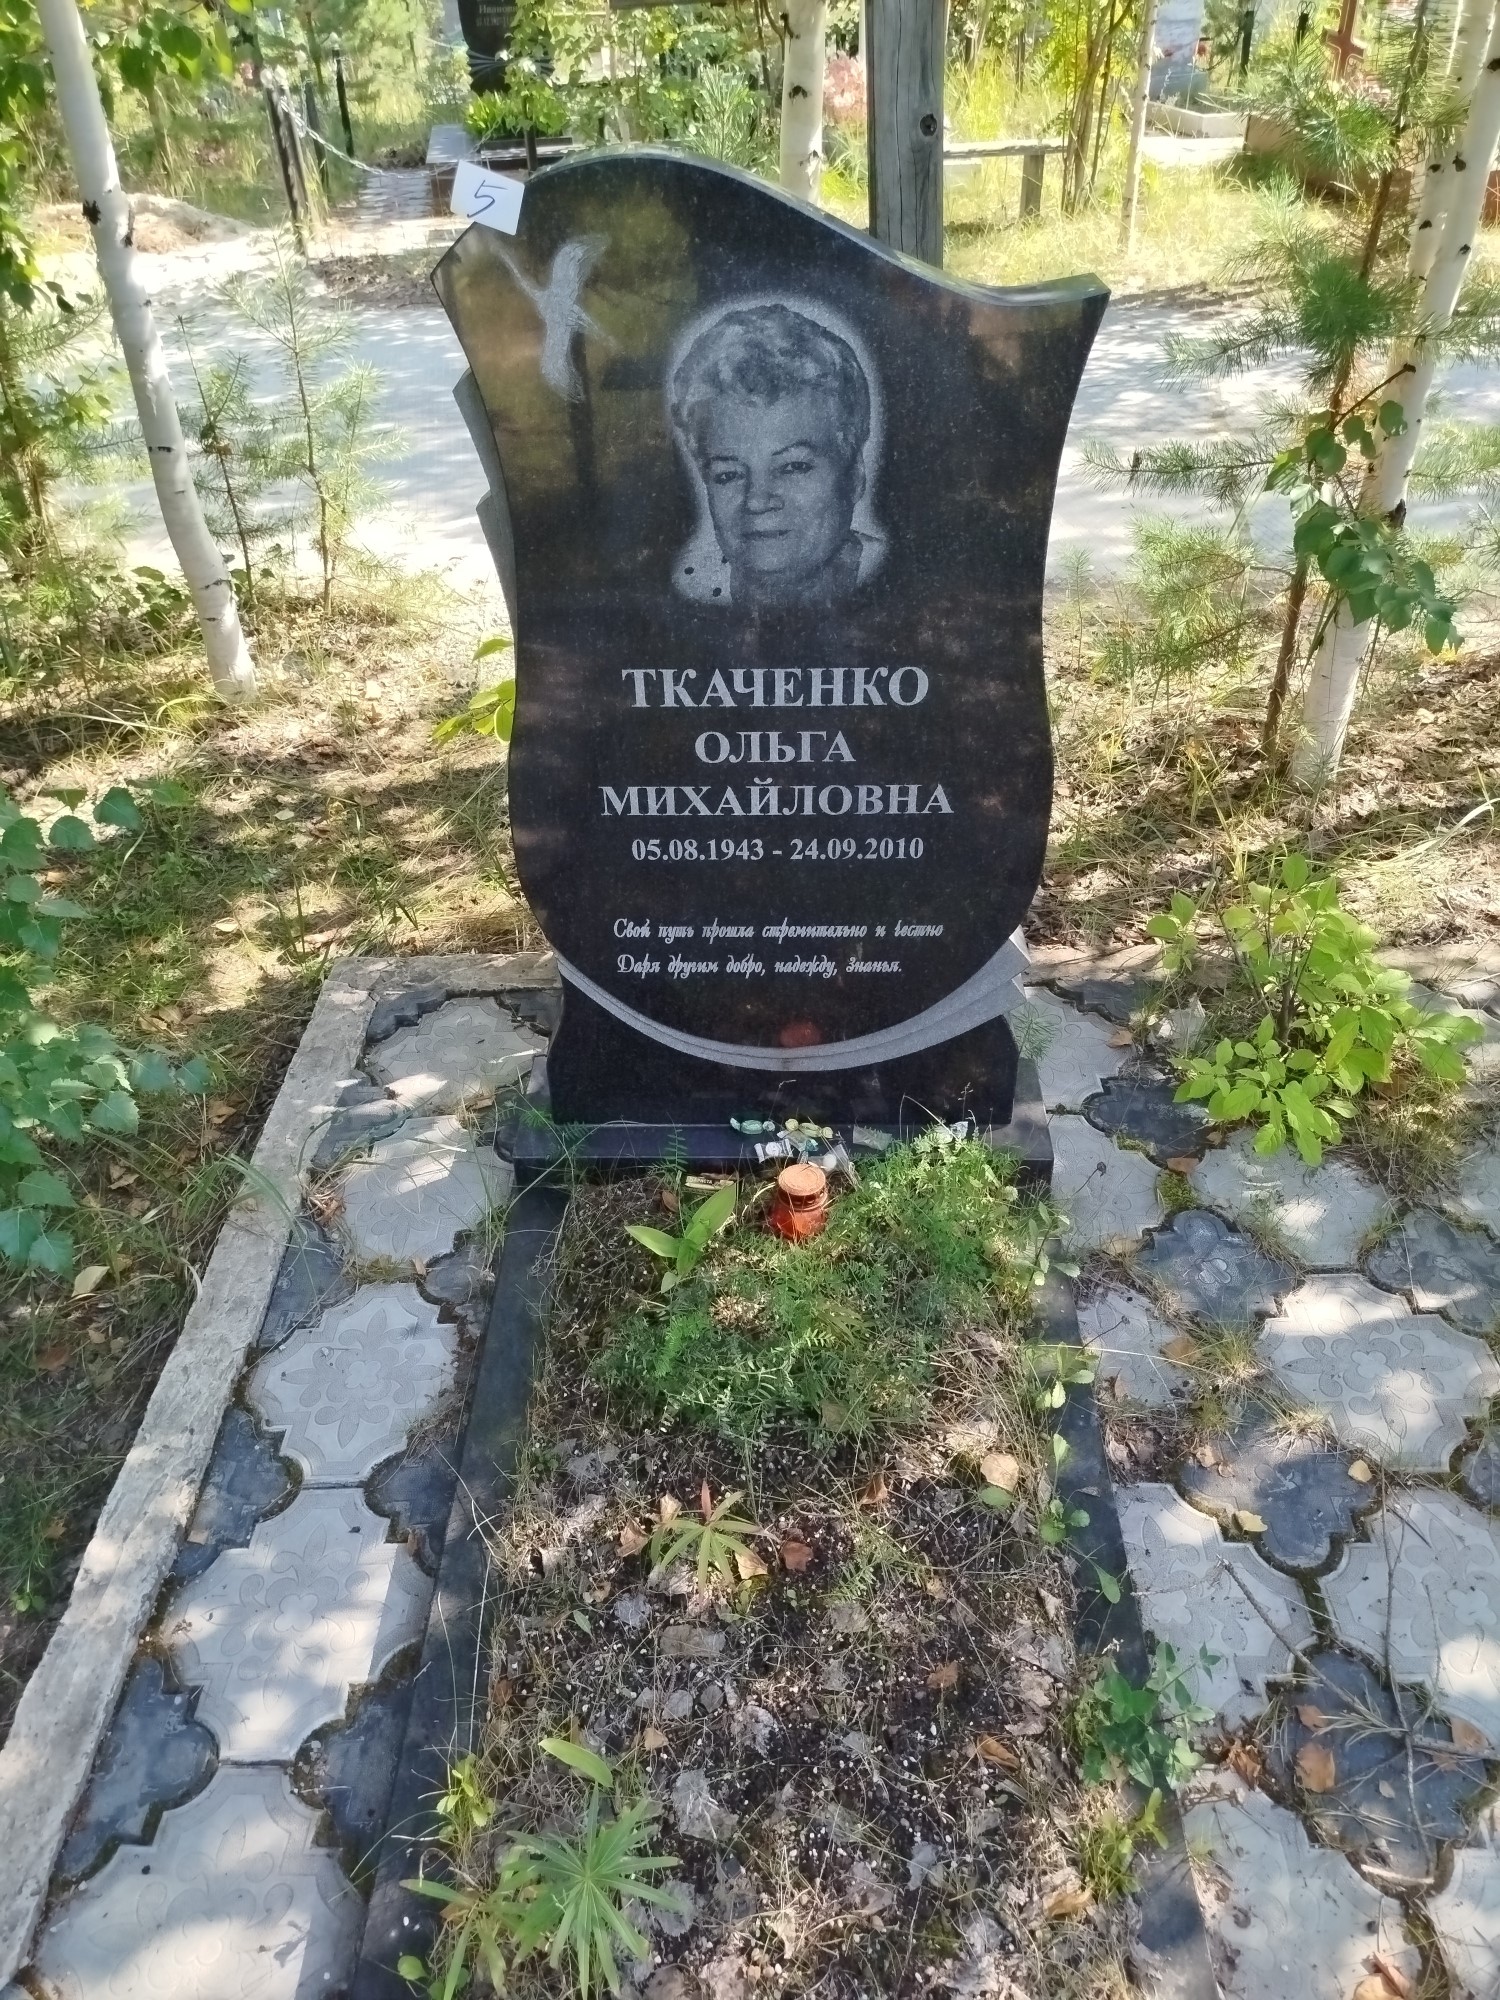 5
ТКАЧЕНКО
ОЛЬГА
МИХАЙЛОВНА
05.08.1943 - 24.09.2010
Свой путь прошла стремительно и честно
Даря другим добро, надежду, знанья.